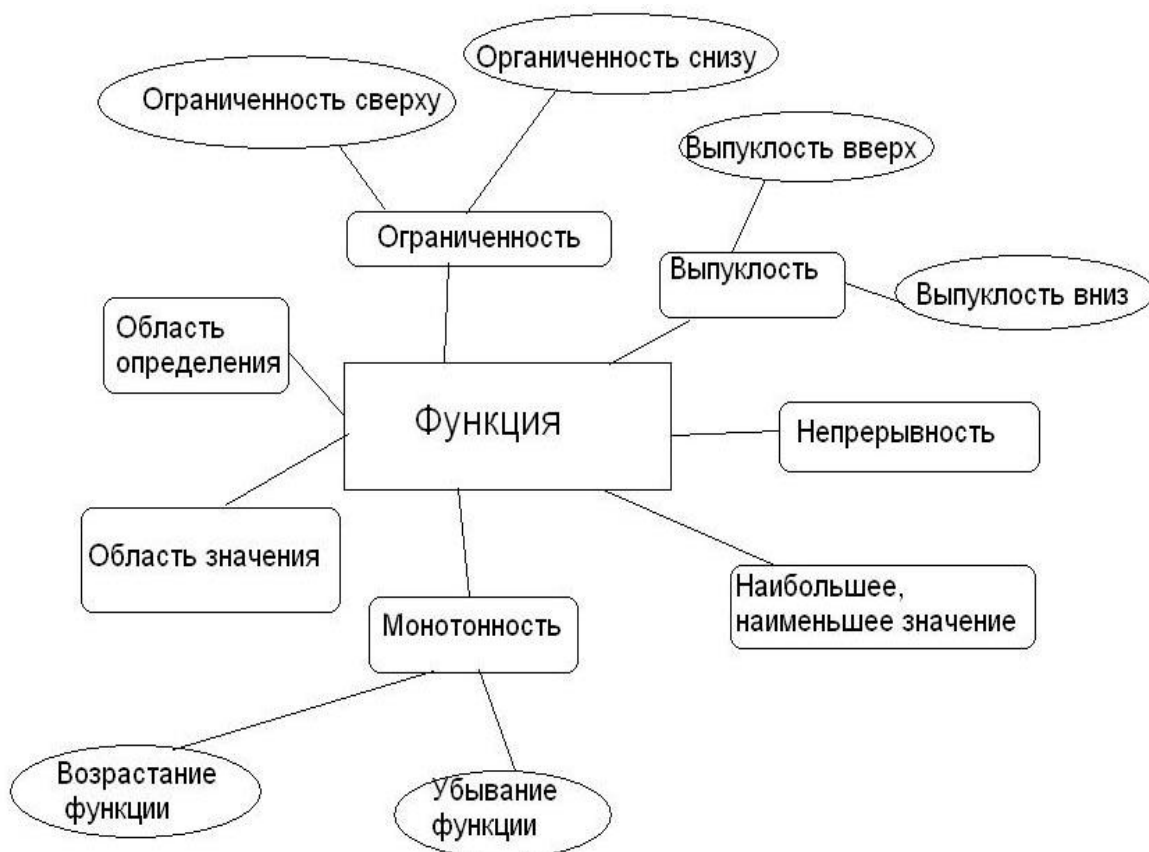 Органиченность снизу
Ограниченность сверху
Выпуклость вверх
Ограниченность
Выпуклость
Выпуклость вниз
Область
определения
Функция
Непрерывность
Область значения
Наибольшее,
наименьшее значение
Монотонность
Возрастание
функции
Убывание
функции